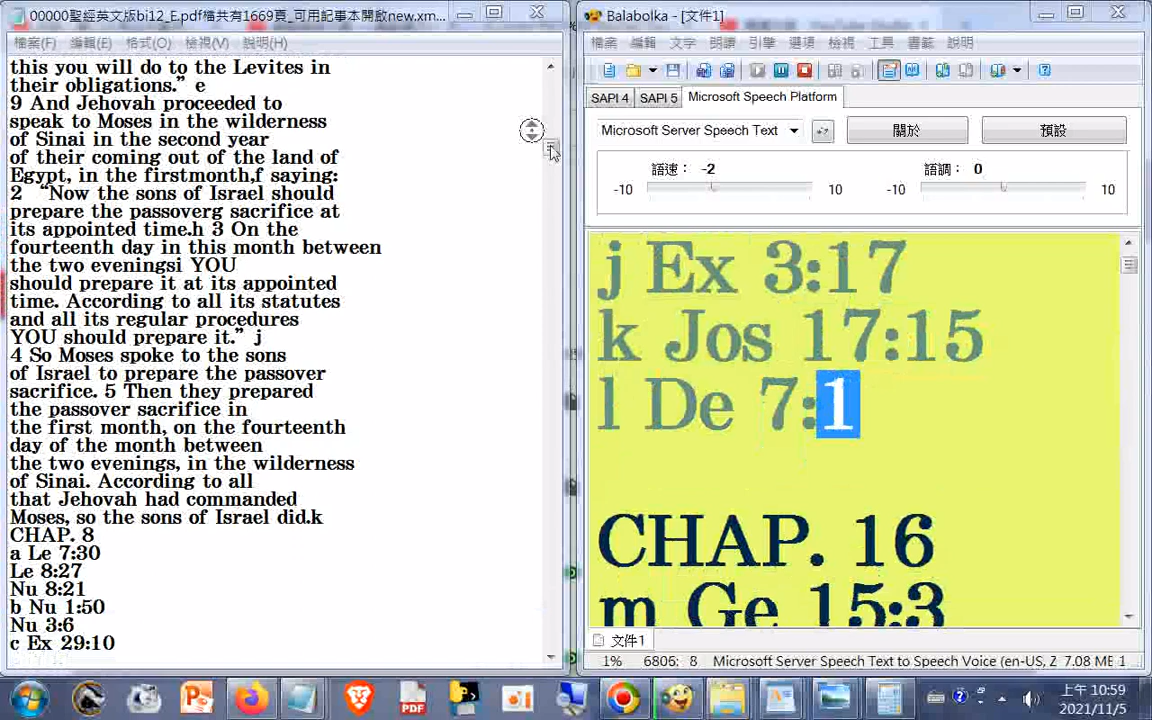 00000聖經英文版bi12_E.pdf檔共有1669頁_可用記事本開啟new.xm...
檔案(F) 編輯(E) 格式(O) 檢視(V) 說明(H)
this you will do to the Levites in
their obligations.” e
9 And Jehovah proceeded to
speak to Moses in the wilderness
of Sinai in the second year
of their coming out of the land of
Egypt, in the firstmonth,f saying:
2 “Now the sons of Israel should
prepare the passoverg sacrifice at
its appointed time.h 3 On the
fourteenth day in this month between
the two eveningsi YOU
should prepare it at its appointed
time. According to all its statutes
and all its regular procedures
YOU should prepare it.” j
4 So Moses spoke to the sons
of Israel to prepare the passover
sacrifice. 5 Then they prepared
the passover sacrifice in
the first month, on the fourteenth
day of the month between
the two evenings, in the wilderness
of Sinai. According to all
that Jehovah had commanded
Moses, so the sons of Israel did.k
CHAP. 8
a Le 7:30
Le 8:27
Nu 8:21
b Nu 1:50
Nu 3:6
c Ex 29:10
Balabolka - [文件1]
檔案 編輯 文字 朗讀 引擎 選項 檢視 工具 書籤 說明
SAPI 4 SAPI 5 Microsoft Speech Platform
Microsoft Server Speech Text 關於 預設
語速: -2 語調: 0
-10 10 -10 10
j Ex 3:17
k Jos 17:15
l De 7:1
CHAP. 16
m Ge 15:3
文件1
1% 6805: 8 Microsoft Server Speech Text to Speech Voice (en-US, Z 7.08 MB 1
PDF
上午 10:59
2021/11/5